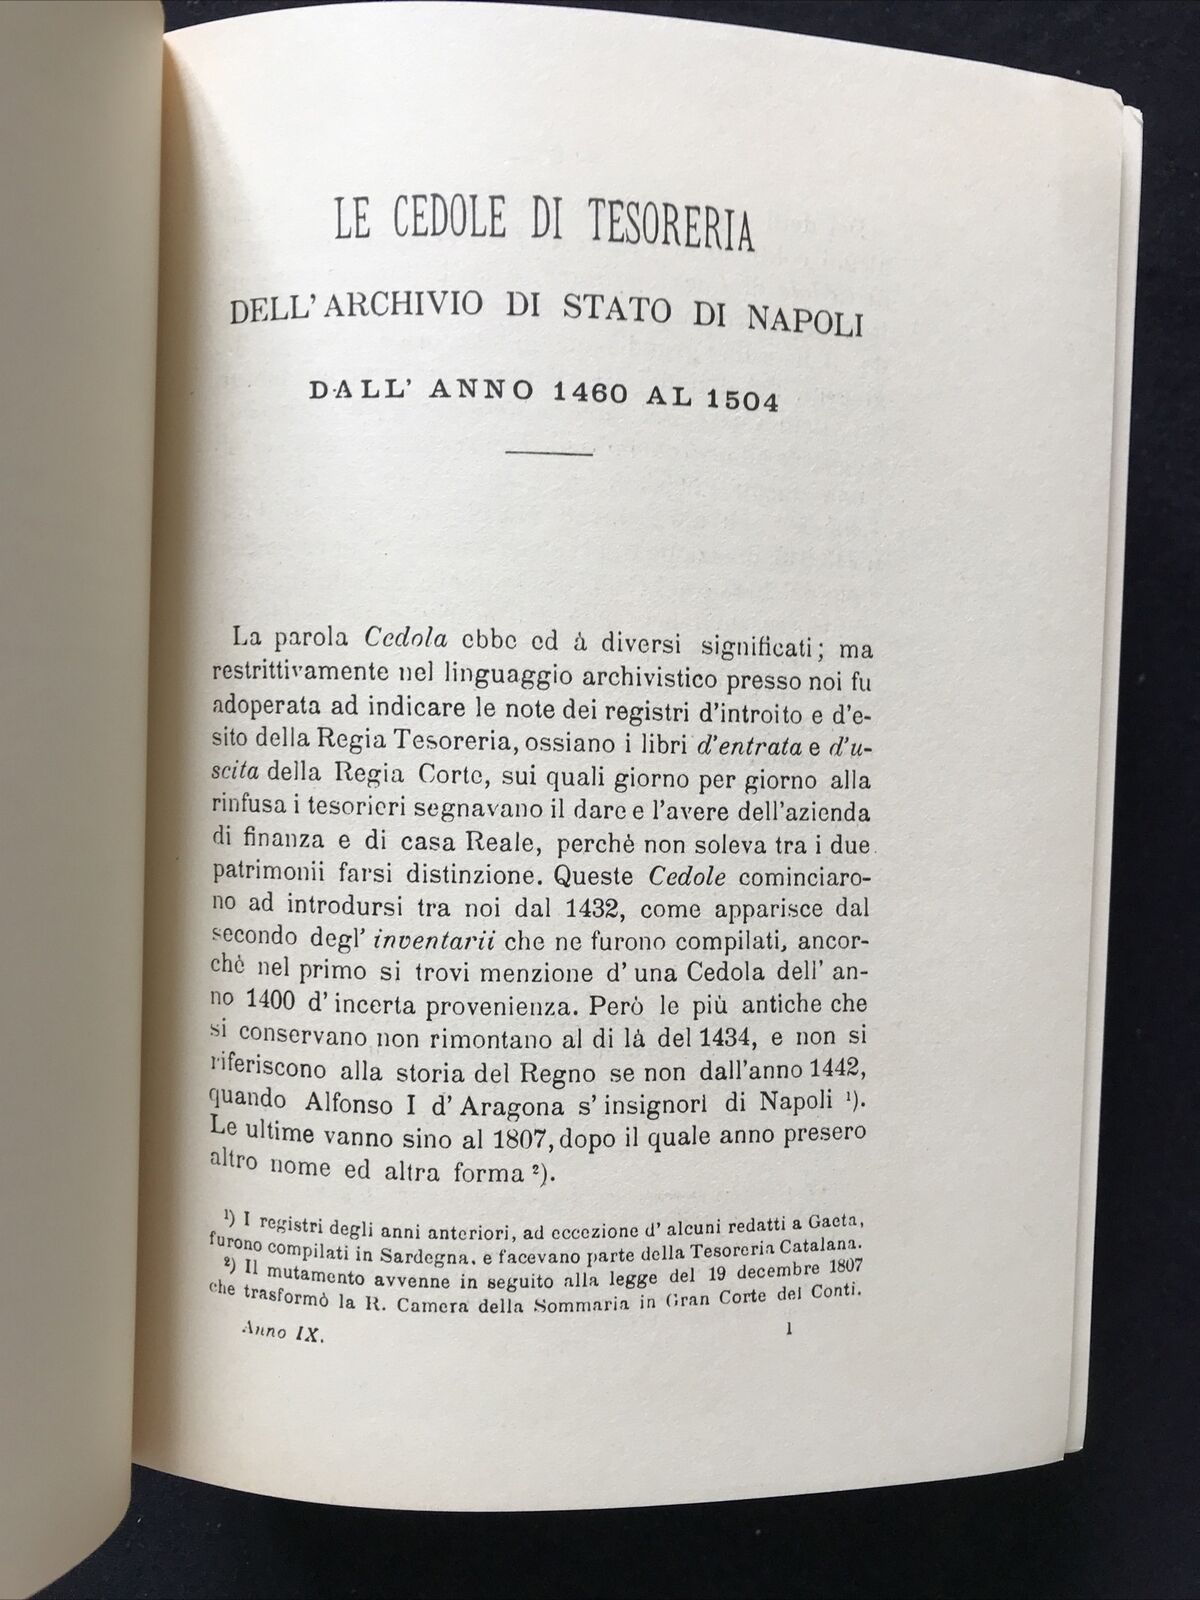 LE CEDOLE DI TESORERIA
DELL'ARCHIVIO DI STATO DI NAPOLI
DALL' ANNO 1460 AL 1504
La parola Cedola ebbe ed à diversi significati; ma
restrittivamente nel linguaggio archivistico presso noi fu
adoperata ad indicare le note dei registri d'introito e d'e-
sito della Regia Tesoreria, ossiano i libri d'entrata e d'u-
scita della Regia Corte, sui quali giorno per giorno alla
rinfusa i tesorieri segnavano il dare e l'avere dell'azienda
di finanza e di casa Reale, perchè non soleva tra i due
patrimonii farsi distinzione. Queste Cedole cominciaro-
no ad introdursi tra noi dal 1432, come apparisce dal
secondo degl' inventarii che ne furono compilati, ancor-
chè nel primo si trovi menzione d' una Cedola dell' an-
no 1400 d' incerta provenienza. Però le più antiche che
si conservano non rimontano al di là del 1434, e non si
riferiscono alla storia del Regno se non dall'anno 1442,
quando Alfonso I d' Aragona s' insignorì di Napoli ¹).
Le ultime vanno sino al 1807, dopo il quale anno presero
altro nome ed altra forma ²).
¹) I registri degli anni anteriori, ad eccezione d' alcuni redatti a Gaeta,
furono compilati in Sardegna, e facevano parte della Tesoreria Catalana.
²) Il mutamento avvenne in seguito alla legge del 19 decembre 1807
che trasformò la R. Camera della Sommaria in Gran Corte dei Conti.
Anno IX. 1